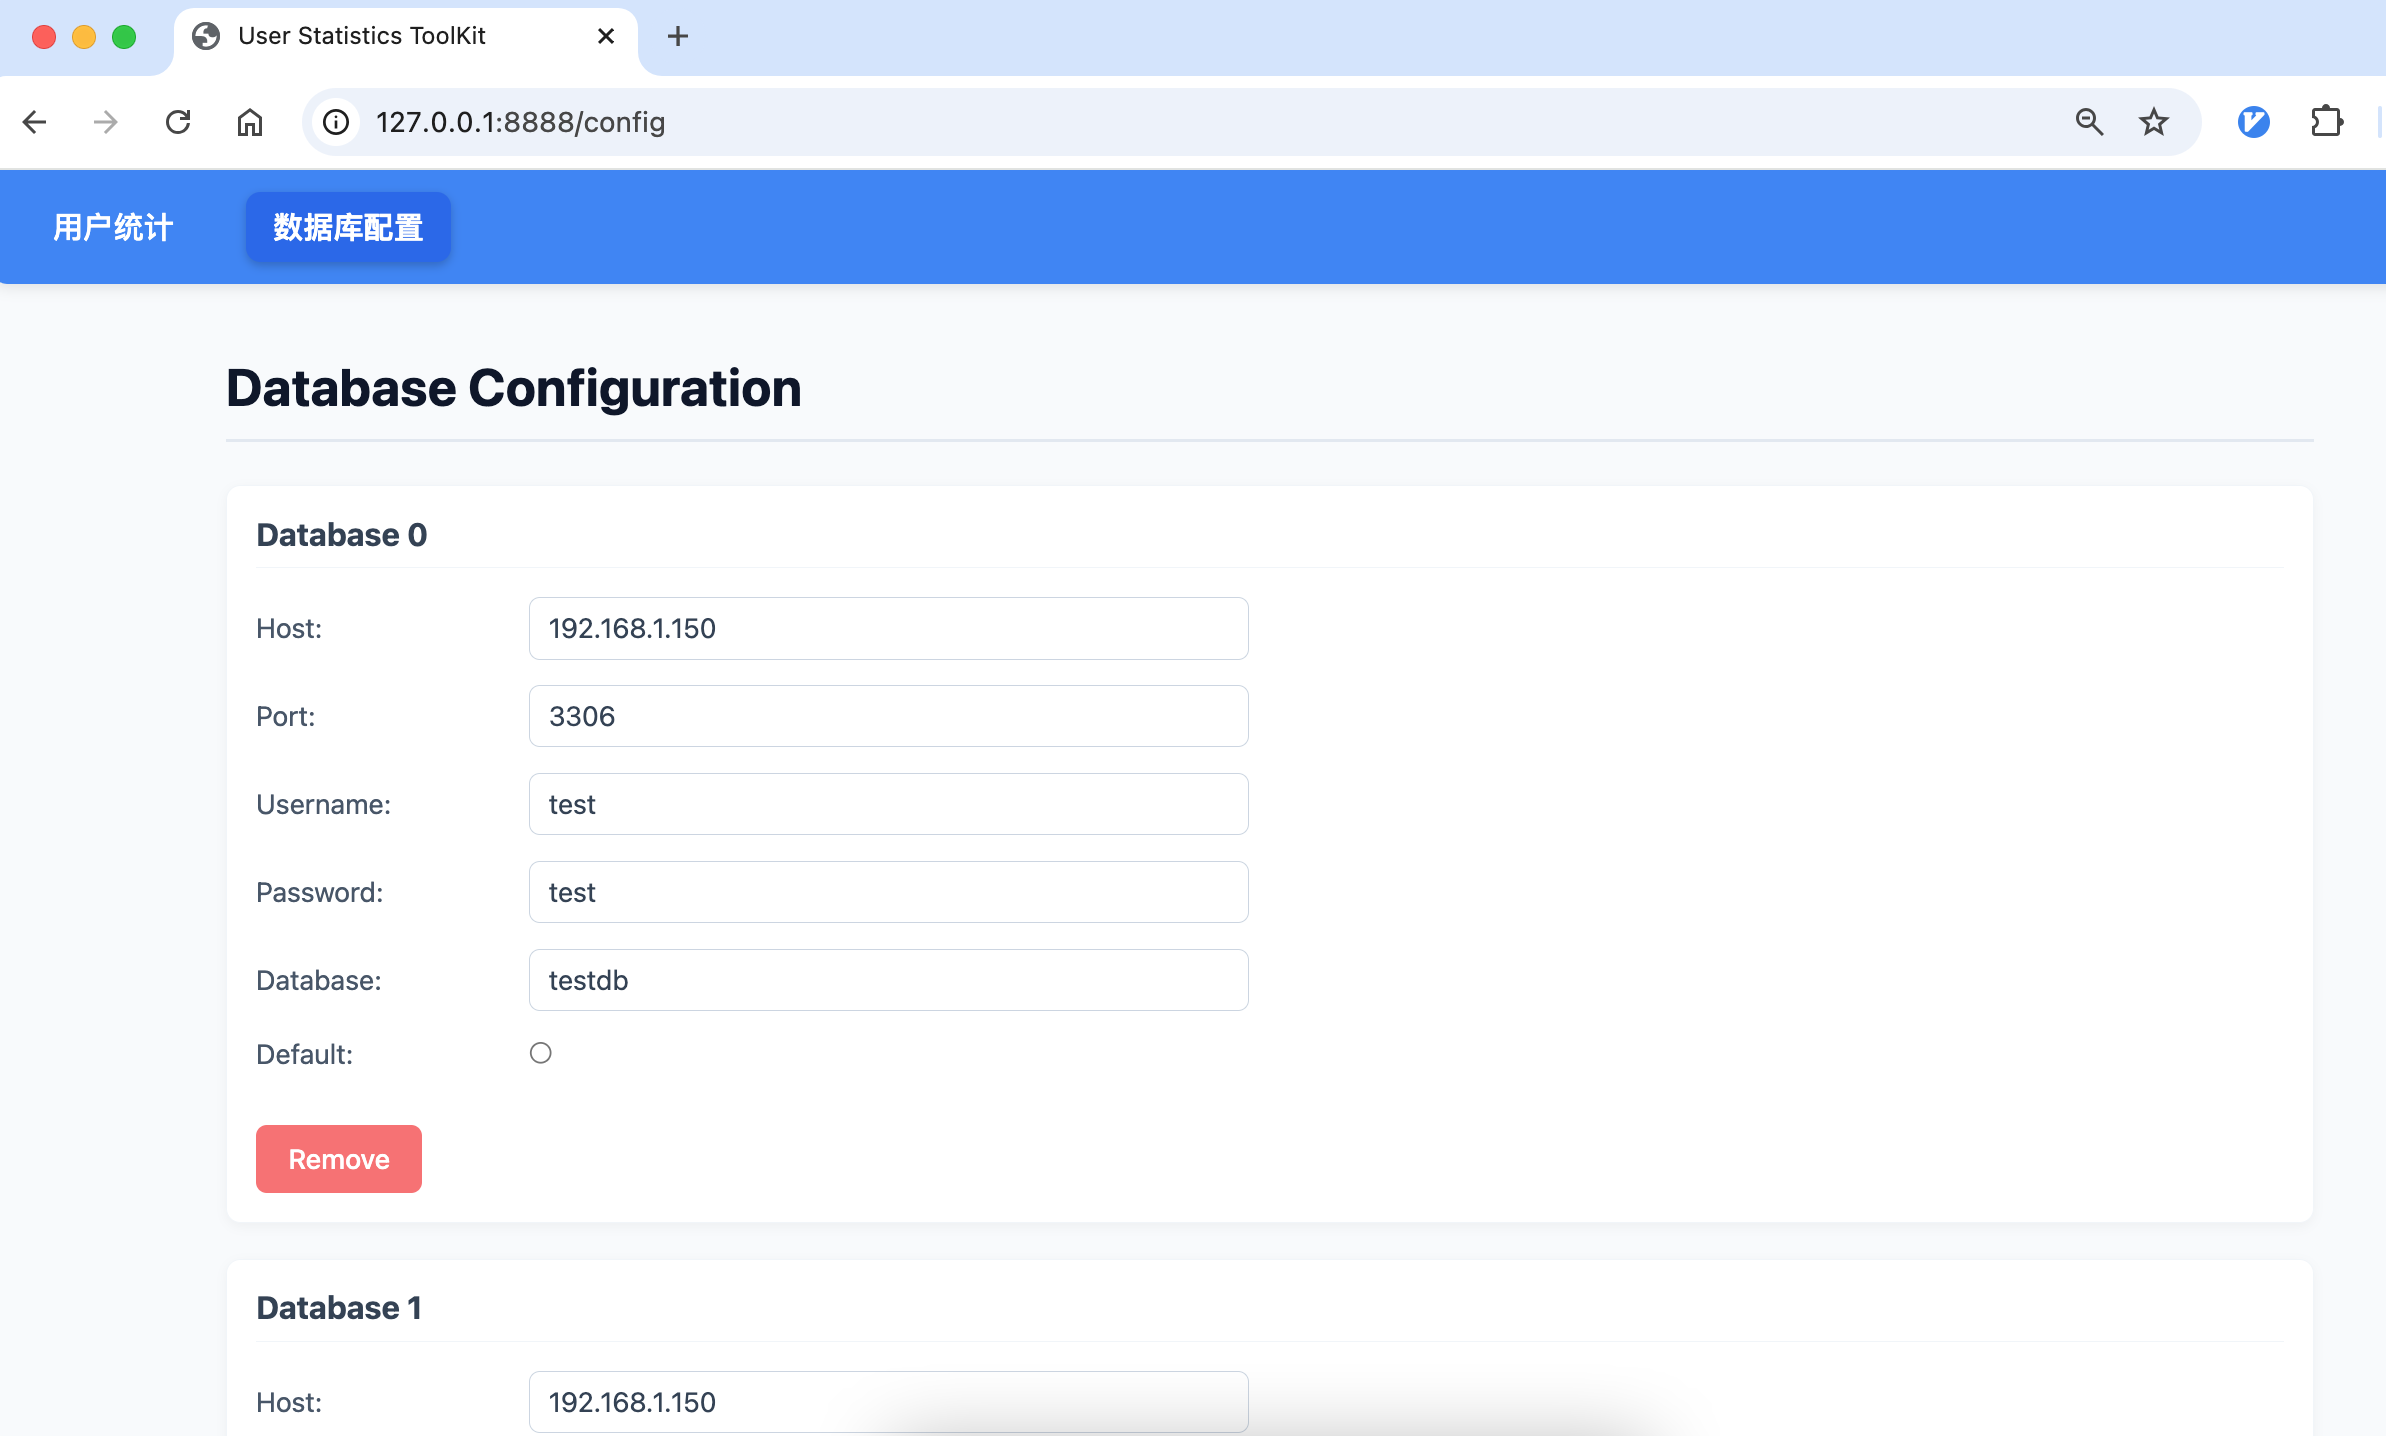 User Statistics ToolKit
127.0.0.1:8888/config
用户统计 数据库配置
Database Configuration
Database 0
Host: 192.168.1.150
Port: 3306
Username: test
Password: test
Database: testdb
Default:
Remove
Database 1
Host: 192.168.1.150